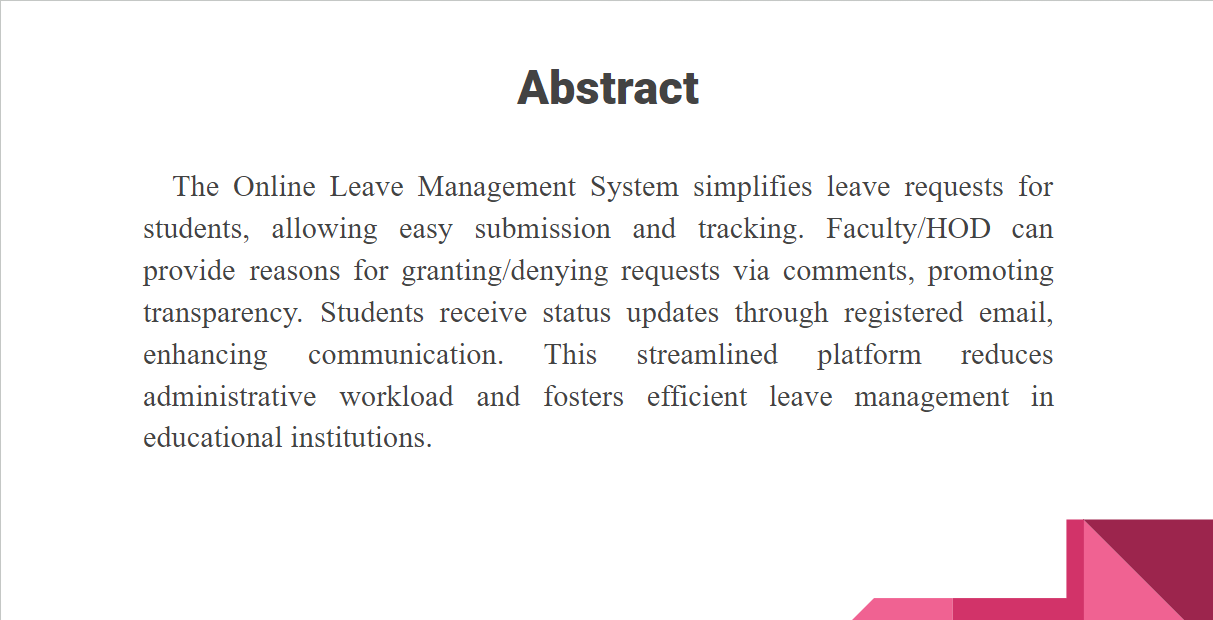 Abstract
The Online Leave Management System simplifies leave requests for
students, allowing easy submission and tracking. Faculty/HOD can
provide reasons for granting/denying requests via comments, promoting
transparency. Students receive status updates through registered email,
enhancing communication. This streamlined platform reduces
administrative workload and fosters efficient leave management in
educational institutions.